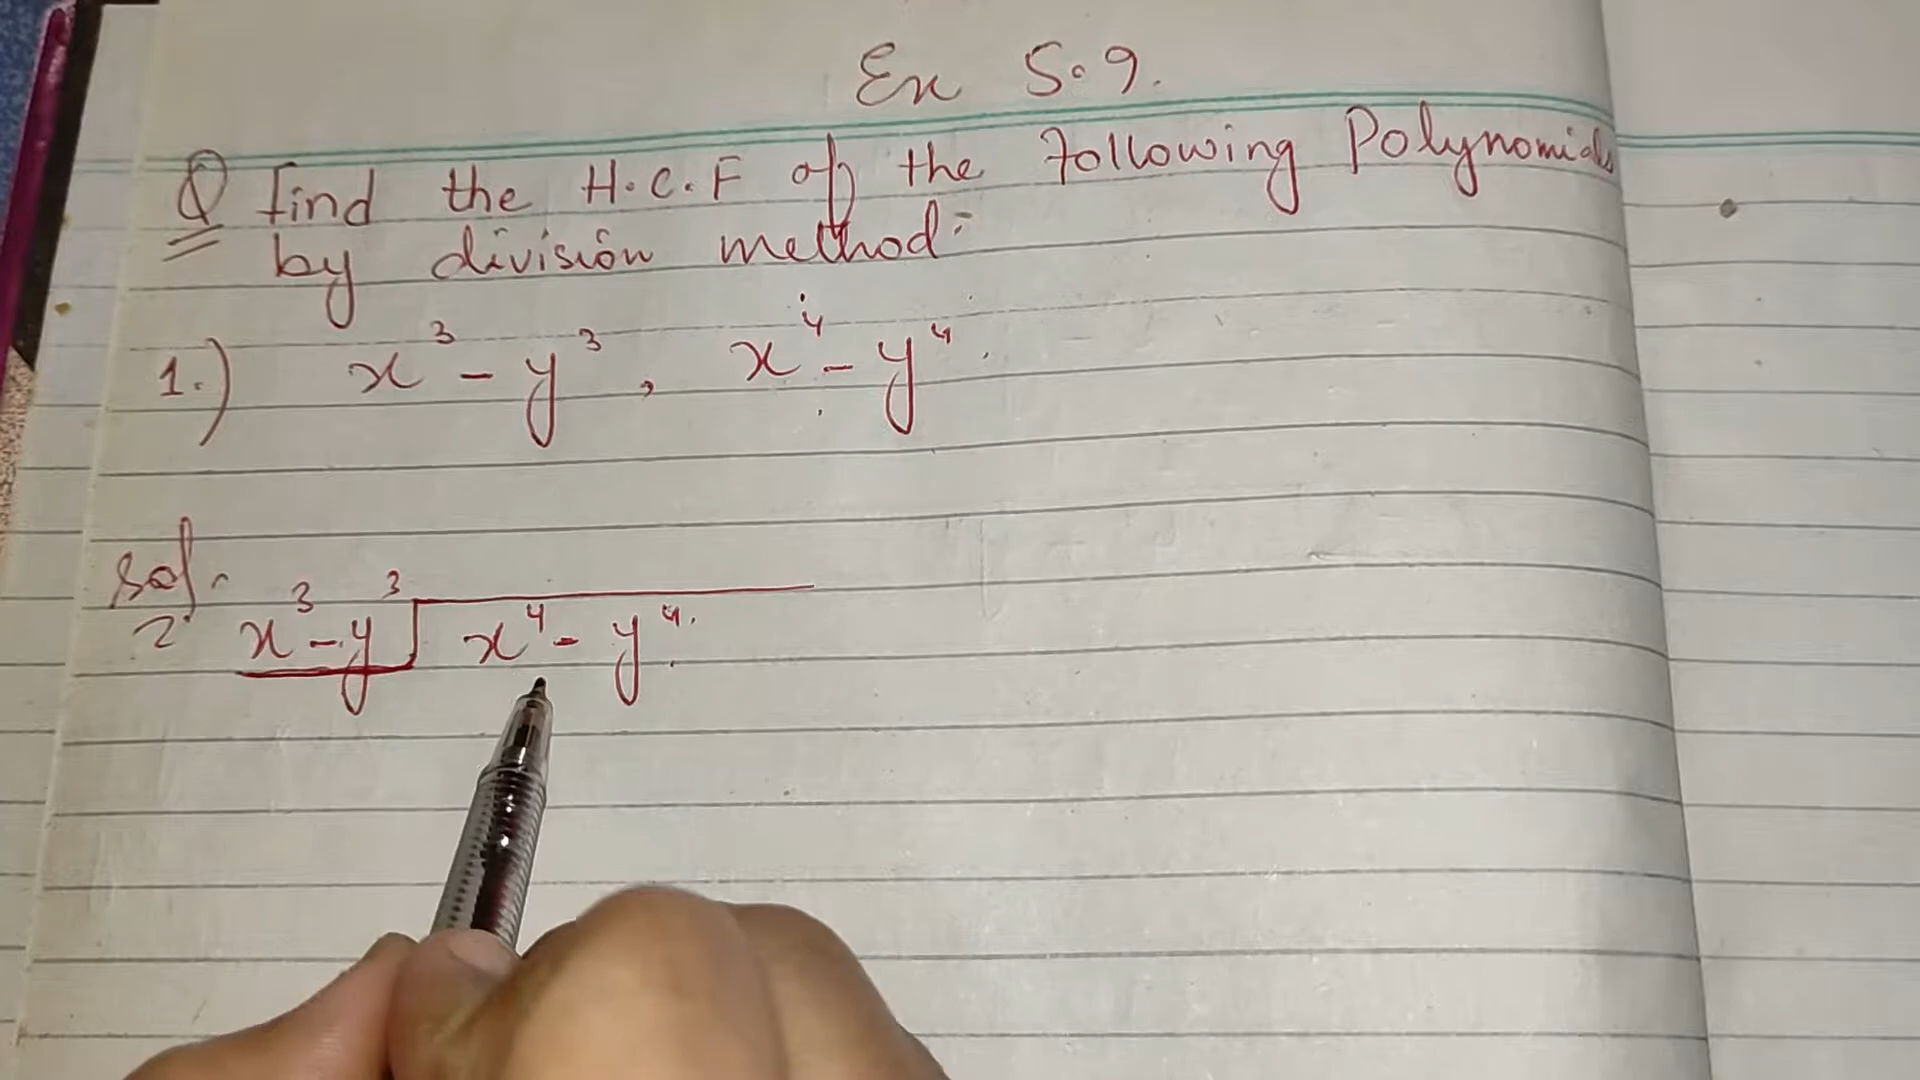 Ex 5.9.
Q find the H.C.F of the following Polynomials
by division method:
1.) x³ - y³, x⁴ - y⁴.
Sol.
x³ - y³ | x⁴ - y⁴.